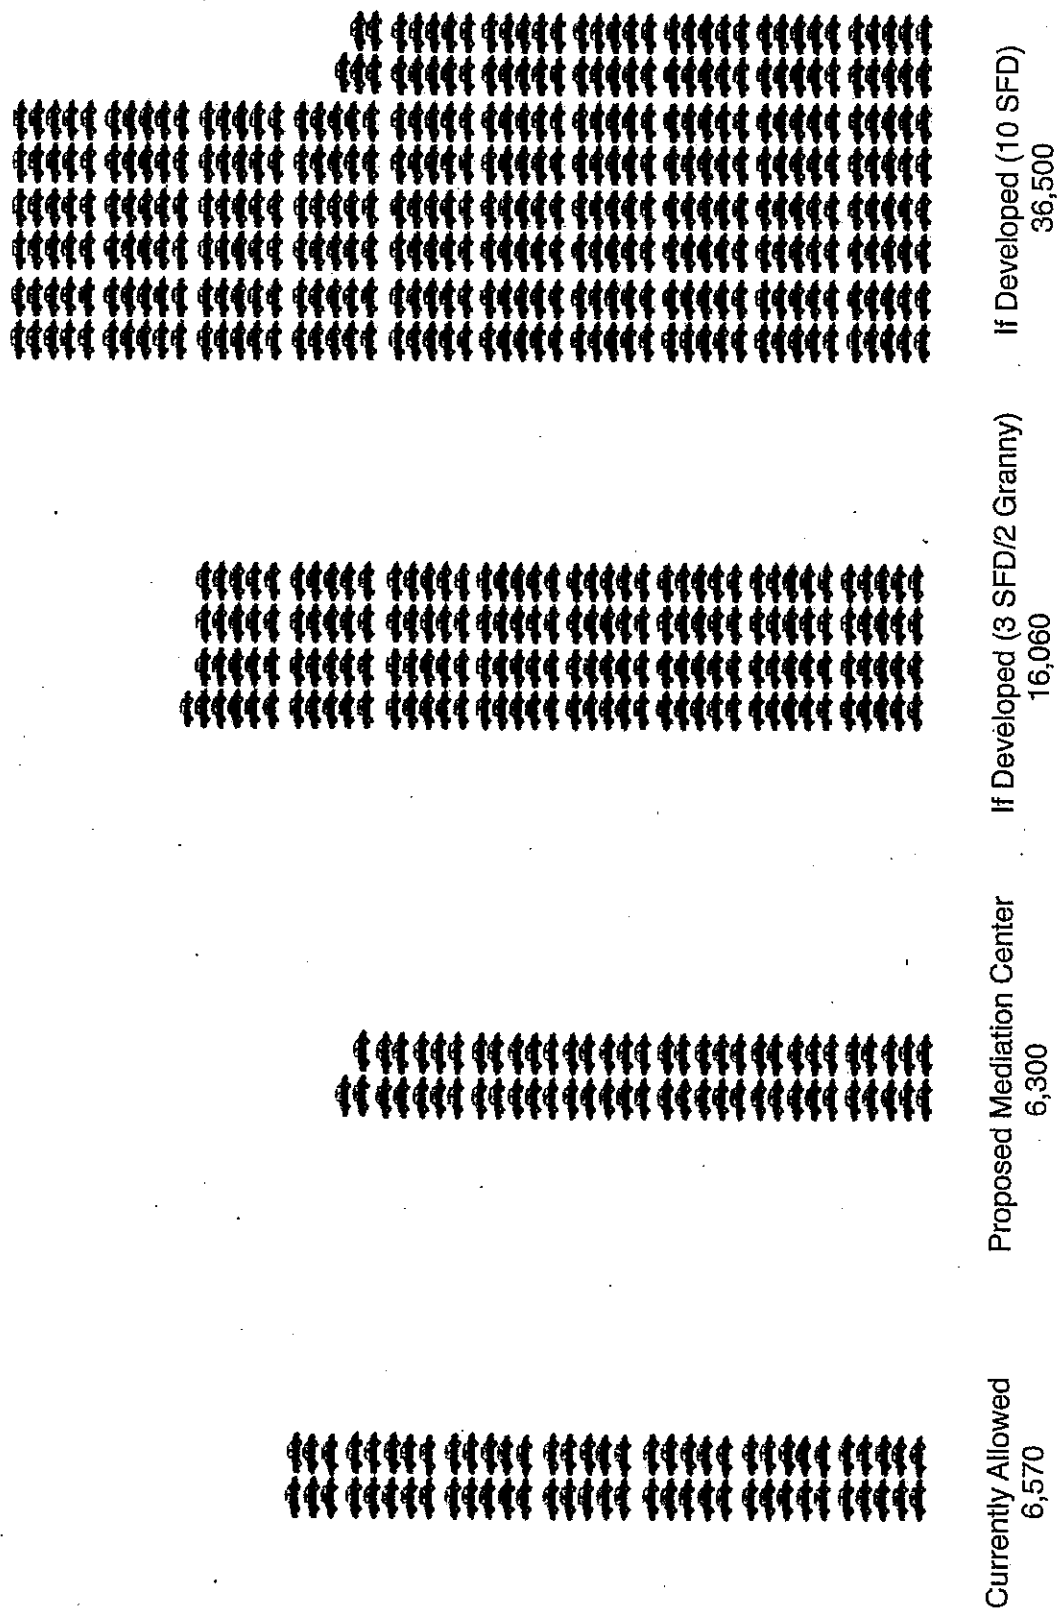 Currently Allowed
6,570
Proposed Mediation Center
6,300
If Developed (3 SFD/2 Granny)
16,060
If Developed (10 SFD)
36,500